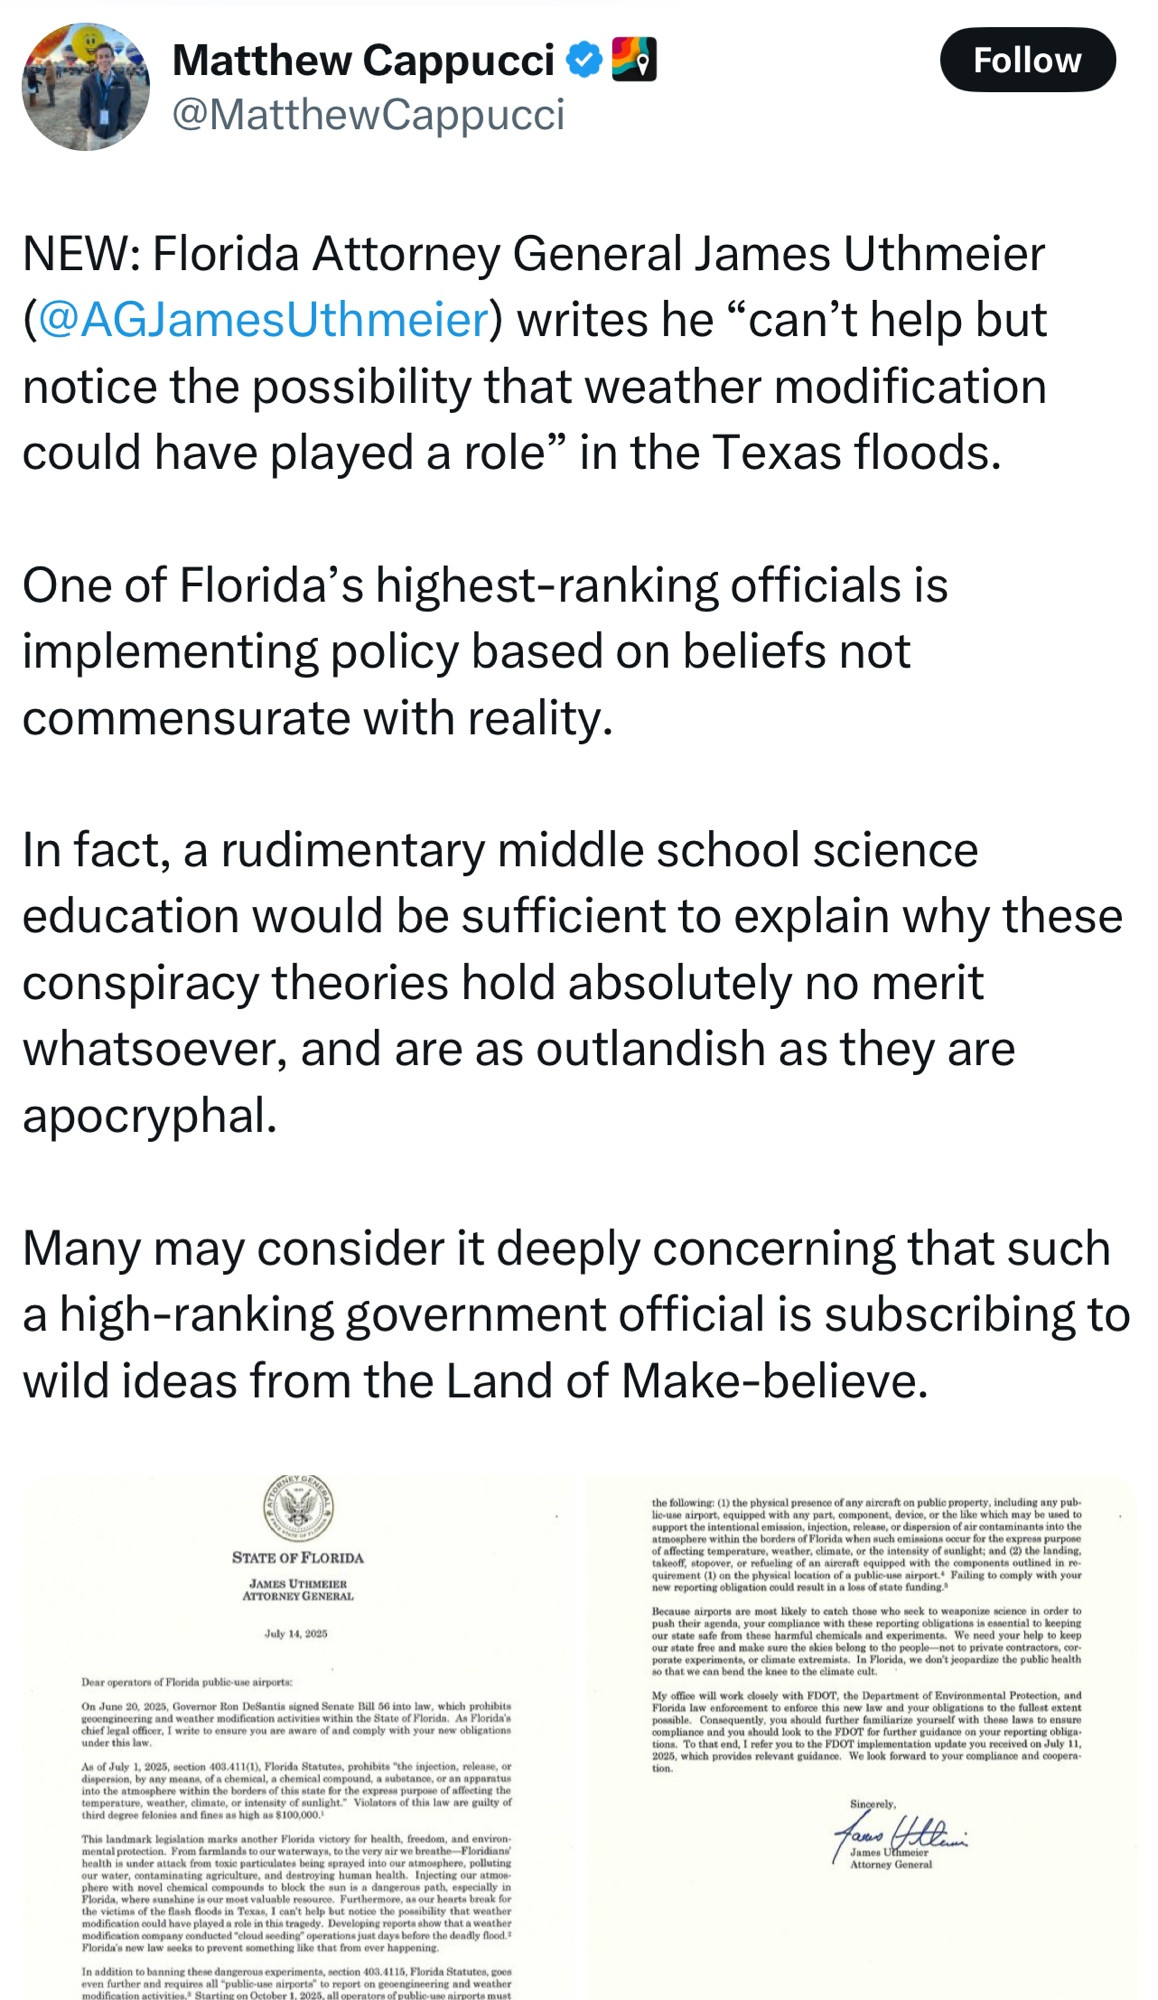 Matthew Cappucci
Follow
@MatthewCappucci
NEW: Florida Attorney General James Uthmeier
(@AGJamesUthmeier) writes he “can’t help but
notice the possibility that weather modification
could have played a role” in the Texas floods.
One of Florida’s highest-ranking officials is
implementing policy based on beliefs not
commensurate with reality.
In fact, a rudimentary middle school science
education would be sufficient to explain why these
conspiracy theories hold absolutely no merit
whatsoever, and are as outlandish as they are
apocryphal.
Many may consider it deeply concerning that such
a high-ranking government official is subscribing to
wild ideas from the Land of Make-believe.
STATE OF FLORIDA
JAMES UTHMEIER
ATTORNEY GENERAL
July 14, 2025
Dear operators of Florida public-use airports:
On June 20, 2025, Governor Ron DeSantis signed Senate Bill 56 into law, which prohibits
geoengineering and weather modification activities within the State of Florida. As Florida's
chief legal officer, I write to ensure you are aware of and comply with your new obligations
under this law.
As of July 1, 2025, section 403.411(1), Florida Statutes, prohibits "the injection, release, or
dispersion, by any means, of a chemical, a chemical compound, a substance, or an apparatus
into the atmosphere within the borders of this state for the express purpose of affecting the
temperature, weather, climate, or intensity of sunlight." Violators of this law are guilty of
third degree felonies and fines as high as $100,000.¹
This landmark legislation marks another Florida victory for health, freedom, and environ-
mental protection. From farmlands to our waterways, to the very air we breathe—Floridians'
health is under attack from toxic particulates being sprayed into our atmosphere, polluting
our water, contaminating agriculture, and destroying human health. Injecting our atmos-
phere with novel chemical compounds to block the sun is a dangerous path, especially in
Florida, where sunshine is our most valuable resource. Furthermore, as our hearts break for
the victims of the flash floods in Texas, I can't help but notice the possibility that weather
modification could have played a role in this tragedy. Developing reports show that a weather
modification company conducted "cloud seeding" operations just days before the deadly flood.²
Florida's new law seeks to prevent something like that from ever happening.
In addition to banning these dangerous experiments, section 403.4115, Florida Statutes, goes
even further and requires all "public-use airports" to report on geoengineering and weather
modification activities.³ Starting on October 1, 2025, all operators of public-use airports must
the following: (1) the physical presence of any aircraft on public property, including any pub-
lic-use airport, equipped with any part, component, device, or the like which may be used to
support the intentional emission, injection, release, or dispersion of air contaminants into the
atmosphere within the borders of Florida when such emissions occur for the express purpose
of affecting temperature, weather, climate, or the intensity of sunlight; and (2) the landing,
takeoff, stopover, or refueling of an aircraft equipped with the components outlined in re-
quirement (1) on the physical location of a public-use airport.⁴ Failing to comply with your
new reporting obligation could result in a loss of state funding.⁵
Because airports are most likely to catch those who seek to weaponize science in order to
push their agenda, your compliance with these reporting obligations is essential to keeping
our state safe from these harmful chemicals and experiments. We need your help to keep
our state free and make sure the skies belong to the people—not to private contractors, cor-
porate experiments, or climate extremists. In Florida, we don't jeopardize the public health
so that we can bend the knee to the climate cult.
My office will work closely with FDOT, the Department of Environmental Protection, and
Florida law enforcement to enforce this new law and your obligations to the fullest extent
possible. Consequently, you should further familiarize yourself with these laws to ensure
compliance and you should look to the FDOT for further guidance on your reporting obliga-
tions. To that end, I refer you to the FDOT implementation update you received on July 11,
2025, which provides relevant guidance. We look forward to your compliance and coopera-
tion.
Sincerely,
James Uthmeier
Attorney General